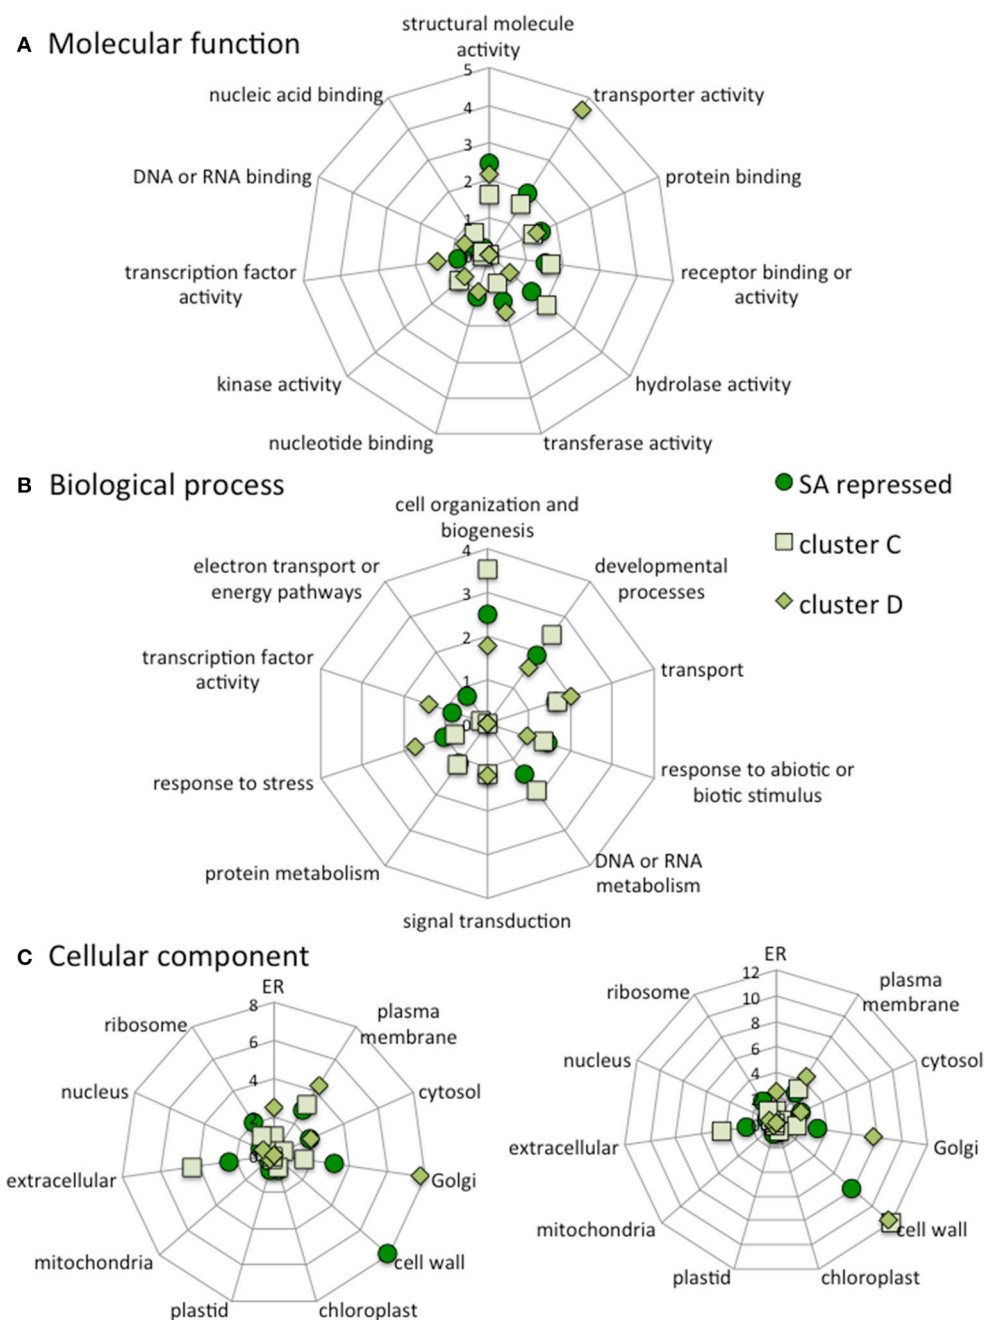 A Molecular function
structural molecule
activity
5
4
3
2
1
0
transporter activity
protein binding
receptor binding or
activity
hydrolase activity
transferase activity
nucleotide binding
kinase activity
transcription factor
activity
DNA or RNA binding
nucleic acid binding
B Biological process
SA repressed
cluster C
cluster D
cell organization and
biogenesis
4
3
2
1
0
developmental
processes
transport
response to abiotic or
biotic stimulus
DNA or RNA
metabolism
signal transduction
protein metabolism
response to stress
transcription factor
activity
electron transport or
energy pathways
C Cellular component
ER
8
6
4
2
0
plasma
membrane
cytosol
Golgi
cell wall
chloroplast
plastid
mitochondria
extracellular
nucleus
ribosome
ER
12
10
8
6
4
2
0
plasma
membrane
cytosol
Golgi
cell wall
chloroplast
plastid
mitochondria
extracellular
nucleus
ribosome